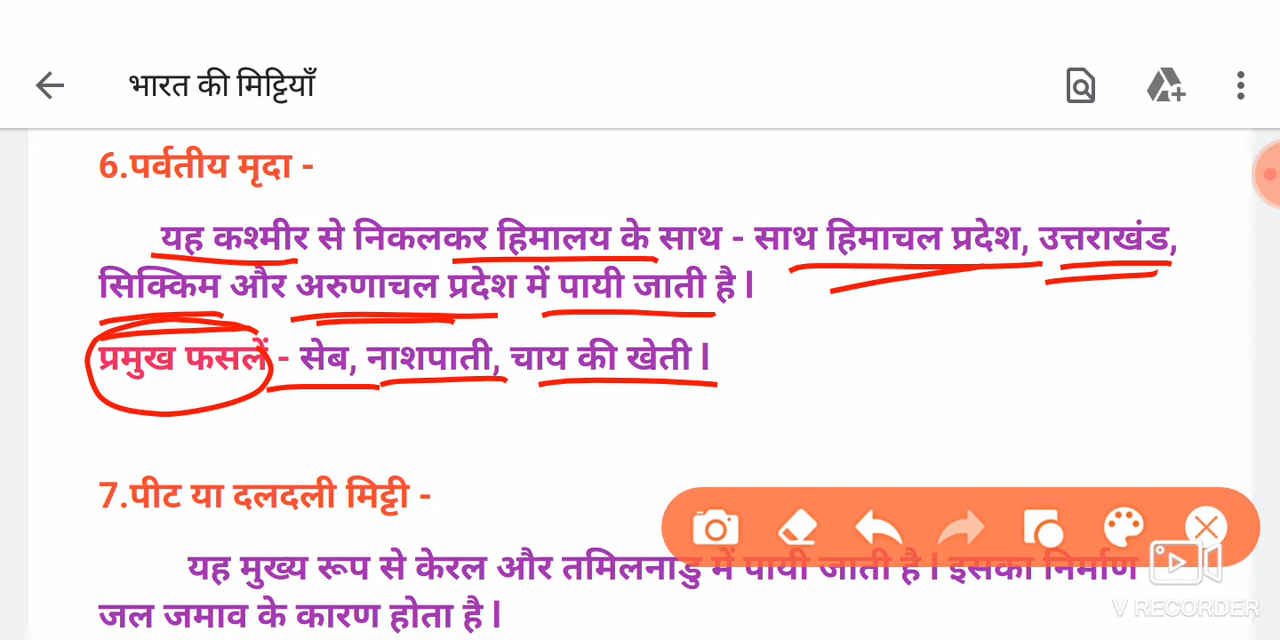 भारत की मिट्टियाँ
6.पर्वतीय मृदा -
यह कश्मीर से निकलकर हिमालय के साथ - साथ हिमाचल प्रदेश, उत्तराखंड,
सिक्किम और अरुणाचल प्रदेश में पायी जाती है l
प्रमुख फसलें - सेब, नाशपाती, चाय की खेती l
7.पीट या दलदली मिट्टी -
यह मुख्य रूप से केरल और तमिलनाडु में पायी जाती है l इसका निर्माण
जल जमाव के कारण होता है l
V RECORDER